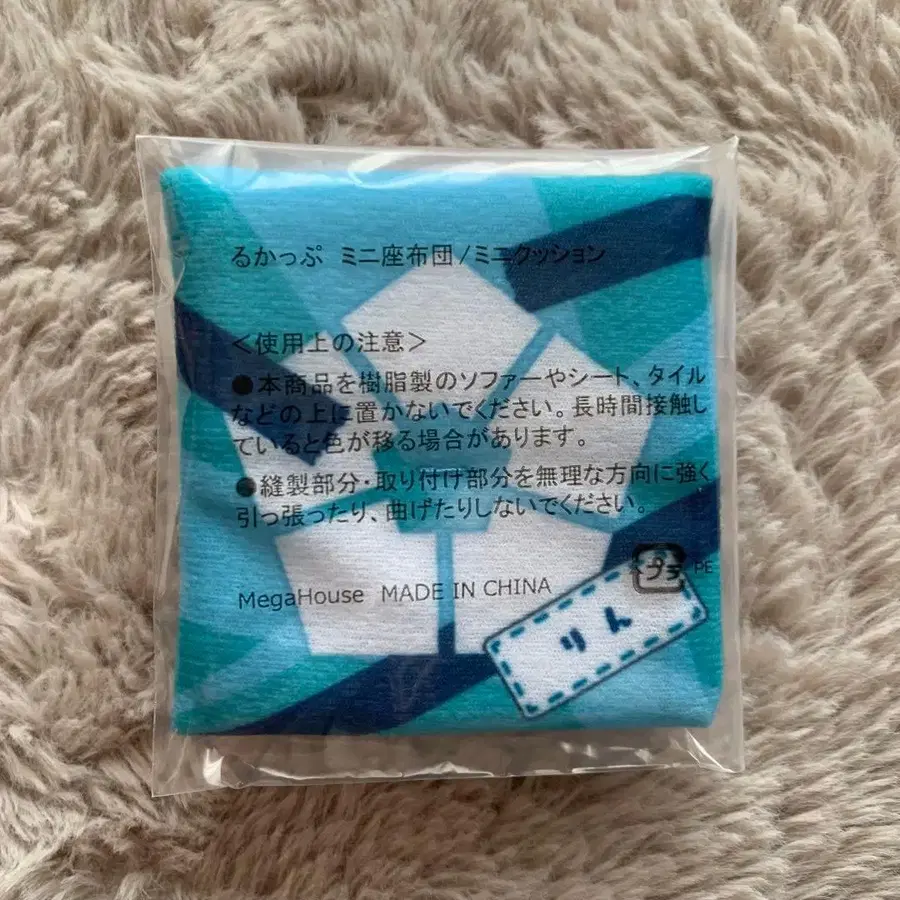 るかっぷ ミニ座布団/ミニクッション
＜使用上の注意＞
●本商品を樹脂製のソファーやシート、タイル
などの上に置かないでください。長時間接触し
ていると色が移る場合があります。
●縫製部分・取り付け部分を無理な方向に強く
引っ張ったり、曲げたりしないでください。
プラ PE
MegaHouse MADE IN CHINA
りん